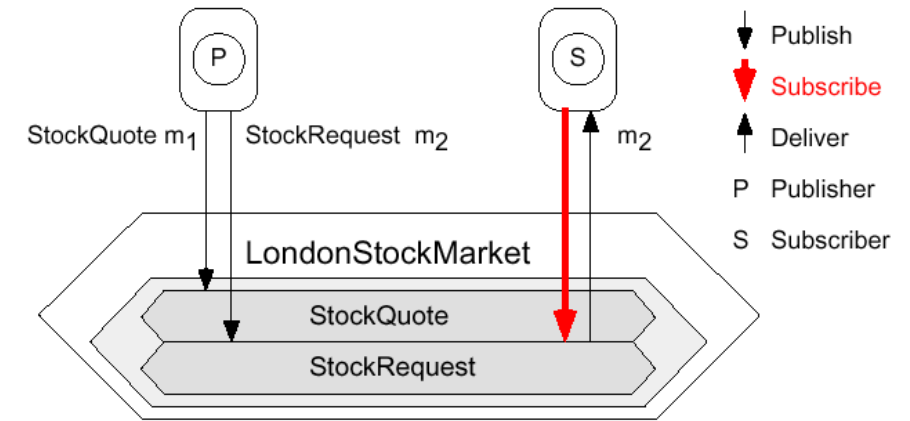 P
S
StockQuote m1
StockRequest m2
m2
LondonStockMarket
StockQuote
StockRequest
Publish
Subscribe
Deliver
P Publisher
S Subscriber